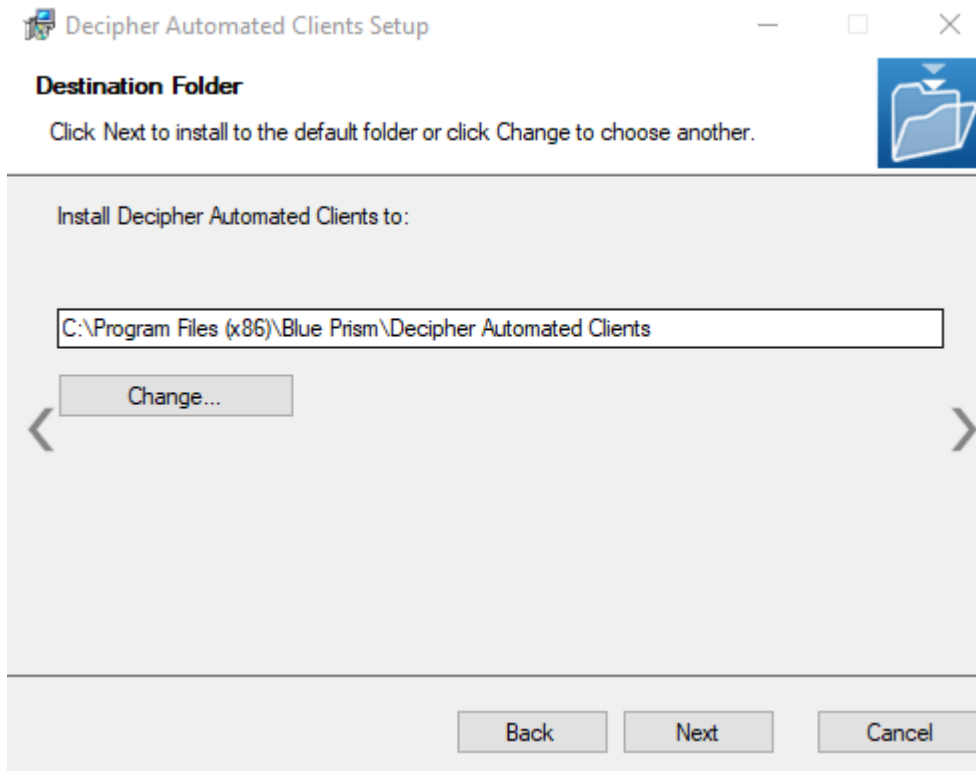 Decipher Automated Clients Setup
Destination Folder
Click Next to install to the default folder or click Change to choose another.
Install Decipher Automated Clients to:
C:\Program Files (x86)\Blue Prism\Decipher Automated Clients
Change...
Back Next Cancel